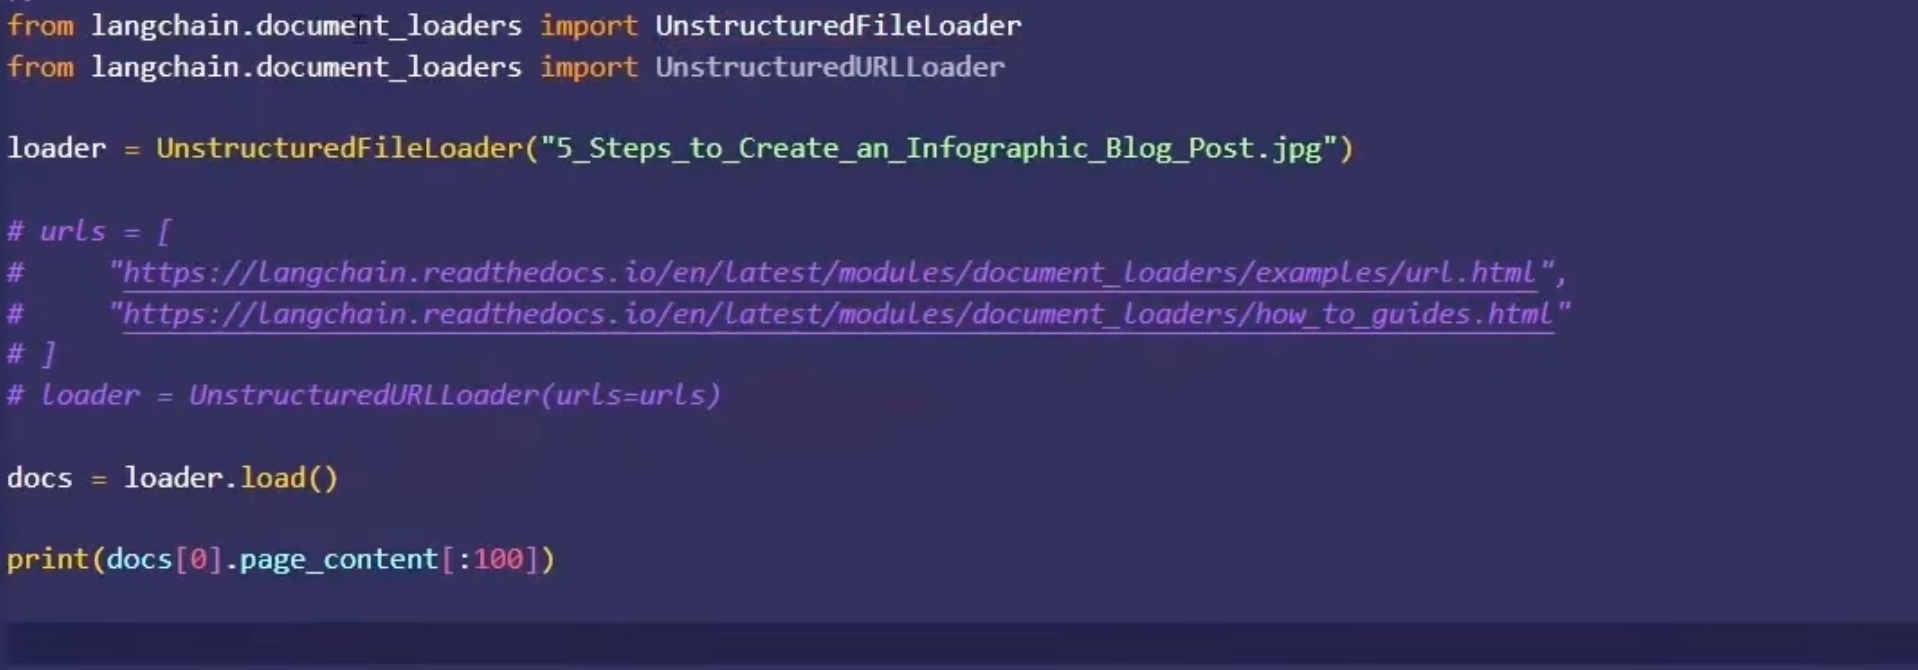 from langchain.document_loaders import UnstructuredFileLoader
from langchain.document_loaders import UnstructuredURLLoader
loader = UnstructuredFileLoader("5_Steps_to_Create_an_Infographic_Blog_Post.jpg")
# urls = [
#     "https://langchain.readthedocs.io/en/latest/modules/document_loaders/examples/url.html",
#     "https://langchain.readthedocs.io/en/latest/modules/document_loaders/how_to_guides.html"
# ]
# loader = UnstructuredURLLoader(urls=urls)
docs = loader.load()
print(docs[0].page_content[:100])